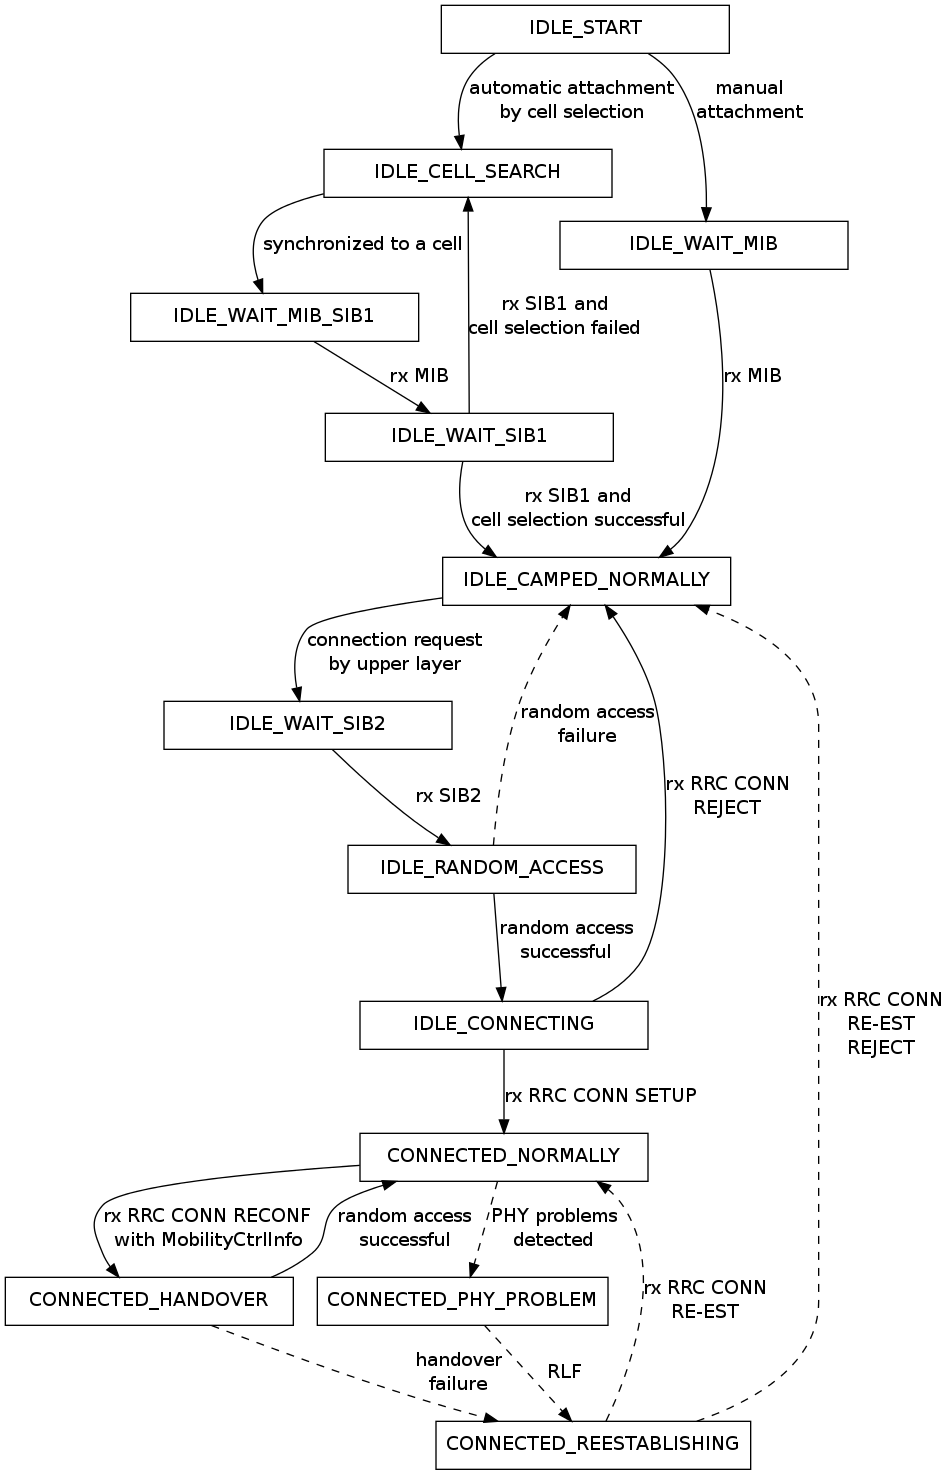 IDLE_START
automatic attachment
by cell selection
manual
attachment
IDLE_CELL_SEARCH
IDLE_WAIT_MIB
synchronized to a cell
IDLE_WAIT_MIB_SIB1
rx SIB1 and
cell selection failed
rx MIB
rx MIB
IDLE_WAIT_SIB1
rx SIB1 and
cell selection successful
IDLE_CAMPED_NORMALLY
connection request
by upper layer
IDLE_WAIT_SIB2
random access
failure
rx SIB2
rx RRC CONN
REJECT
IDLE_RANDOM_ACCESS
random access
successful
IDLE_CONNECTING
rx RRC CONN
RE-EST
REJECT
rx RRC CONN SETUP
CONNECTED_NORMALLY
rx RRC CONN RECONF
with MobilityCtrlInfo
random access
successful
PHY problems
detected
CONNECTED_HANDOVER
CONNECTED_PHY_PROBLEM
rx RRC CONN
RE-EST
handover
failure
RLF
CONNECTED_REESTABLISHING